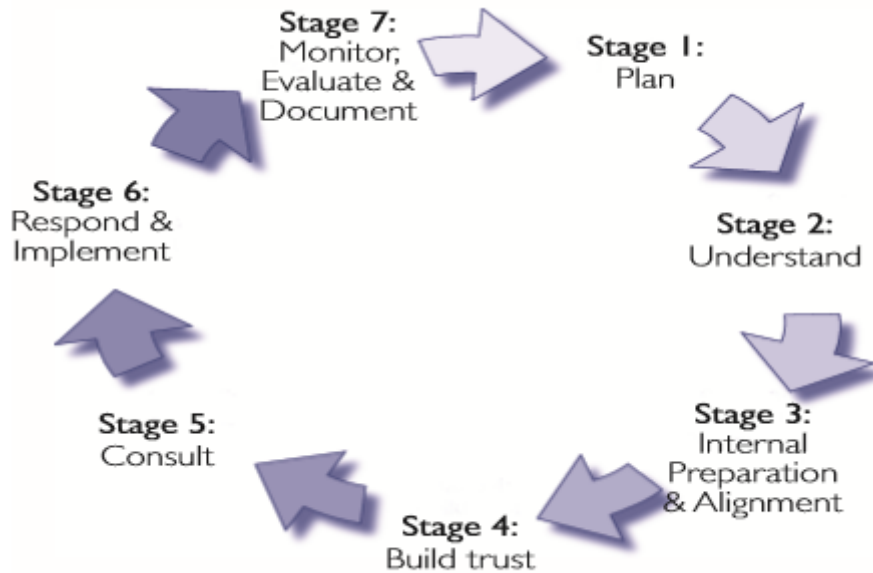 Stage 1:
Plan
Stage 2:
Understand
Stage 3:
Internal
Preparation
& Alignment
Stage 4:
Build trust
Stage 5:
Consult
Stage 6:
Respond &
Implement
Stage 7:
Monitor,
Evaluate &
Document